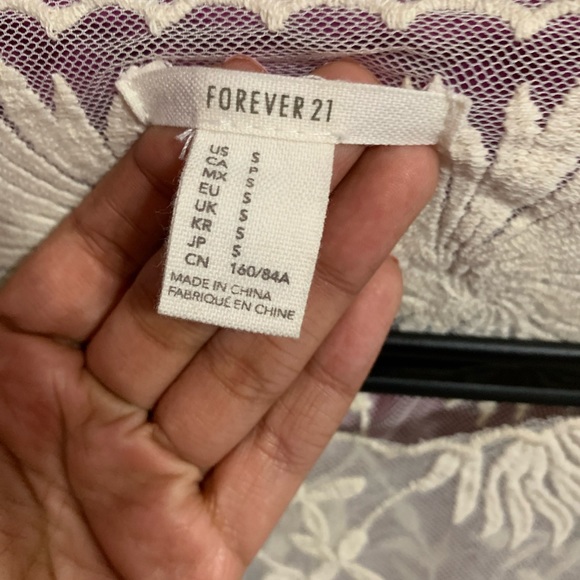 FOREVER 21
US S
CA P
MX S
EU S
UK S
KR S
JP S
CN 160/84A
MADE IN CHINA
FABRIQUÉ EN CHINE